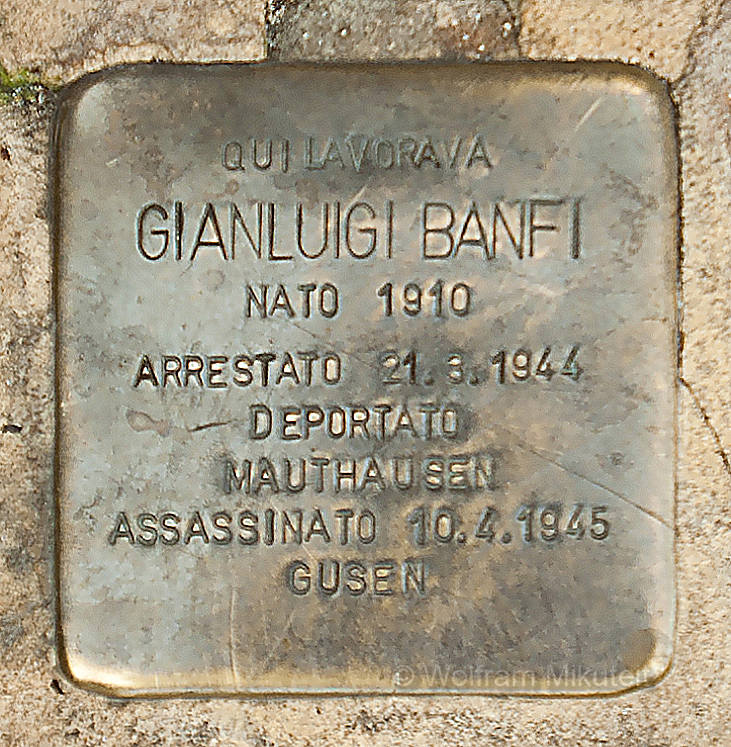 QUI LAVORAVA
GIANLUIGI BANFI
NATO 1910
ARRESTATO 21.3.1944
DEPORTATO
MAUTHAUSEN
ASSASSINATO 10.4.1945
GUSEN
© Wolfram Mikuteit